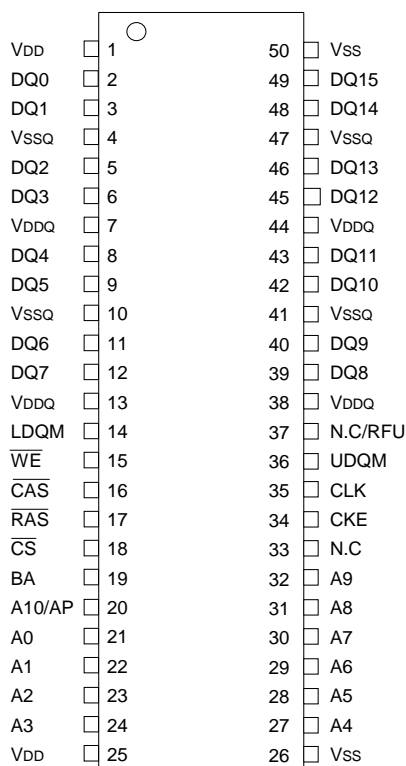 VDD 1 50 VSS
DQ0 2 49 DQ15
DQ1 3 48 DQ14
VSSQ 4 47 VSSQ
DQ2 5 46 DQ13
DQ3 6 45 DQ12
VDDQ 7 44 VDDQ
DQ4 8 43 DQ11
DQ5 9 42 DQ10
VSSQ 10 41 VSSQ
DQ6 11 40 DQ9
DQ7 12 39 DQ8
VDDQ 13 38 VDDQ
LDQM 14 37 N.C/RFU
W̅E̅ 15 36 UDQM
C̅A̅S̅ 16 35 CLK
R̅A̅S̅ 17 34 CKE
C̅S̅ 18 33 N.C
BA 19 32 A9
A10/AP 20 31 A8
A0 21 30 A7
A1 22 29 A6
A2 23 28 A5
A3 24 27 A4
VDD 25 26 VSS